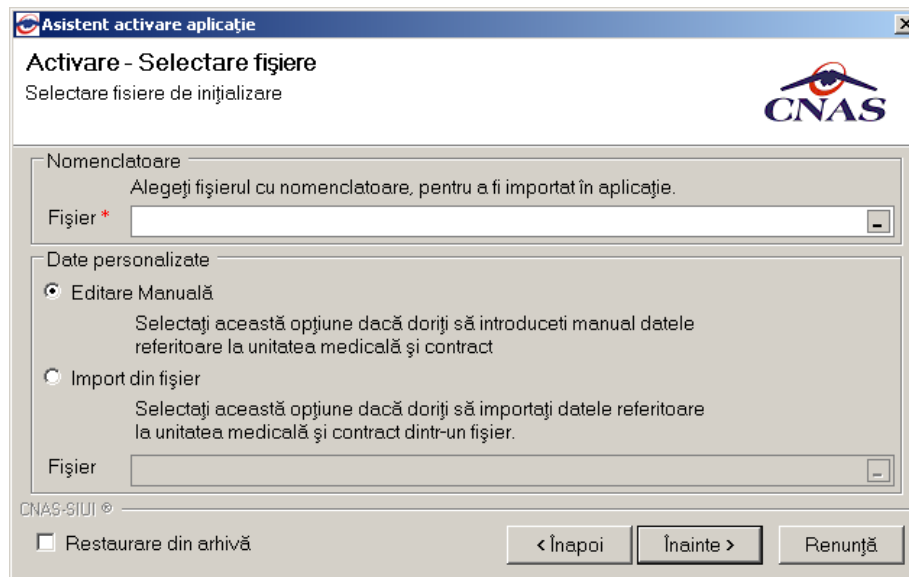 Asistent activare aplicaţie
Activare - Selectare fişiere
Selectare fisiere de iniţializare
CNAS
Nomenclatoare
Alegeţi fişierul cu nomenclatoare, pentru a fi importat în aplicaţie.
Fişier *
Date personalizate
Editare Manuală
Selectaţi această opţiune dacă doriţi să introduceti manual datele
referitoare la unitatea medicală şi contract
Import din fişier
Selectaţi această opţiune dacă doriţi să importaţi datele referitoare
la unitatea medicală şi contract dintr-un fişier.
Fişier
CNAS-SIUI ®
Restaurare din arhivă
< Înapoi
Înainte >
Renunţă